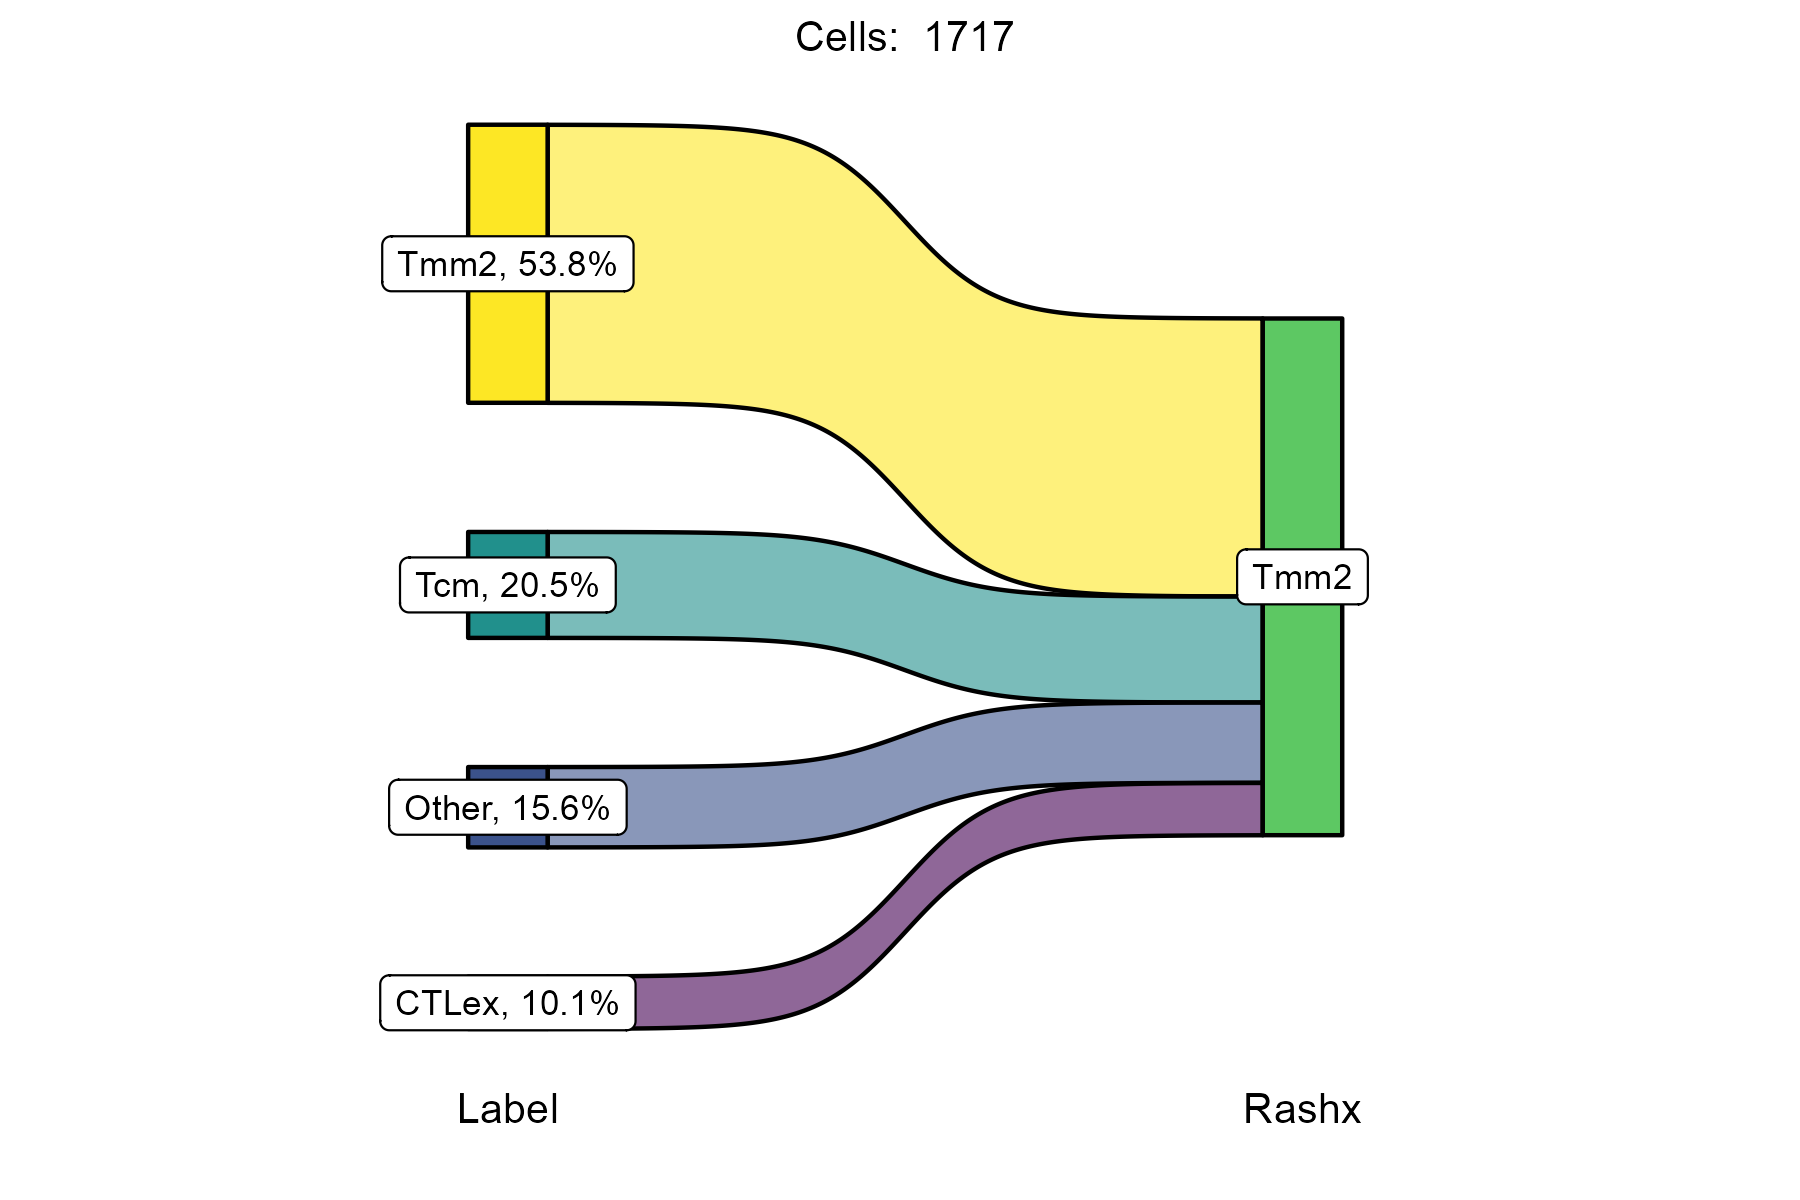 Cells:  1717
Tmm2, 53.8%
Tcm, 20.5%
Tmm2
Other, 15.6%
CTLex, 10.1%
Label
Rashx